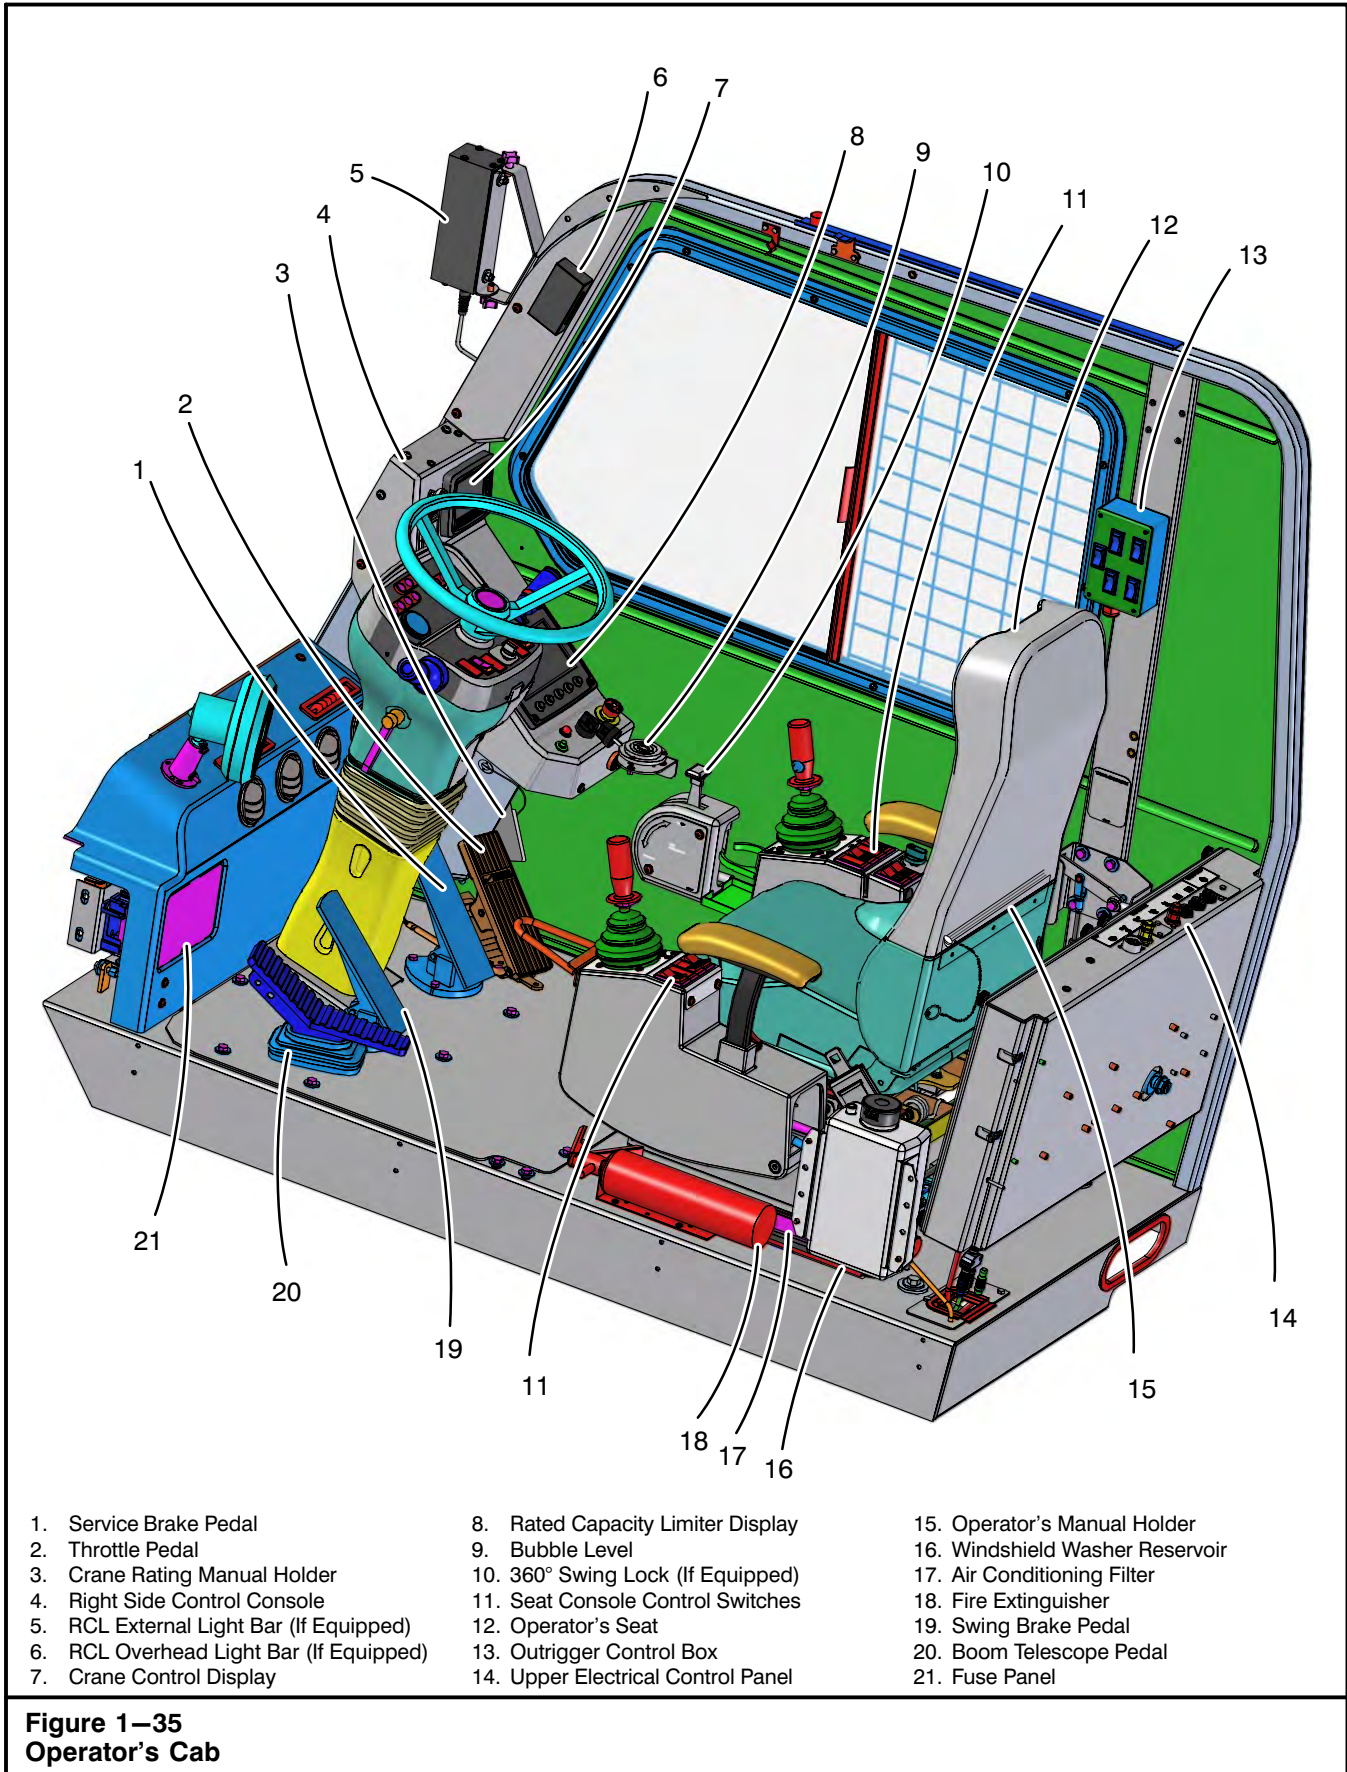 6
7
8
9
10
11
12
13
5
4
3
2
1
21
20
19
11
18
17
16
15
14
1. Service Brake Pedal
2. Throttle Pedal
3. Crane Rating Manual Holder
4. Right Side Control Console
5. RCL External Light Bar (If Equipped)
6. RCL Overhead Light Bar (If Equipped)
7. Crane Control Display
8. Rated Capacity Limiter Display
9. Bubble Level
10. 360° Swing Lock (If Equipped)
11. Seat Console Control Switches
12. Operator's Seat
13. Outrigger Control Box
14. Upper Electrical Control Panel
15. Operator's Manual Holder
16. Windshield Washer Reservoir
17. Air Conditioning Filter
18. Fire Extinguisher
19. Swing Brake Pedal
20. Boom Telescope Pedal
21. Fuse Panel
Figure 1–35
Operator's Cab